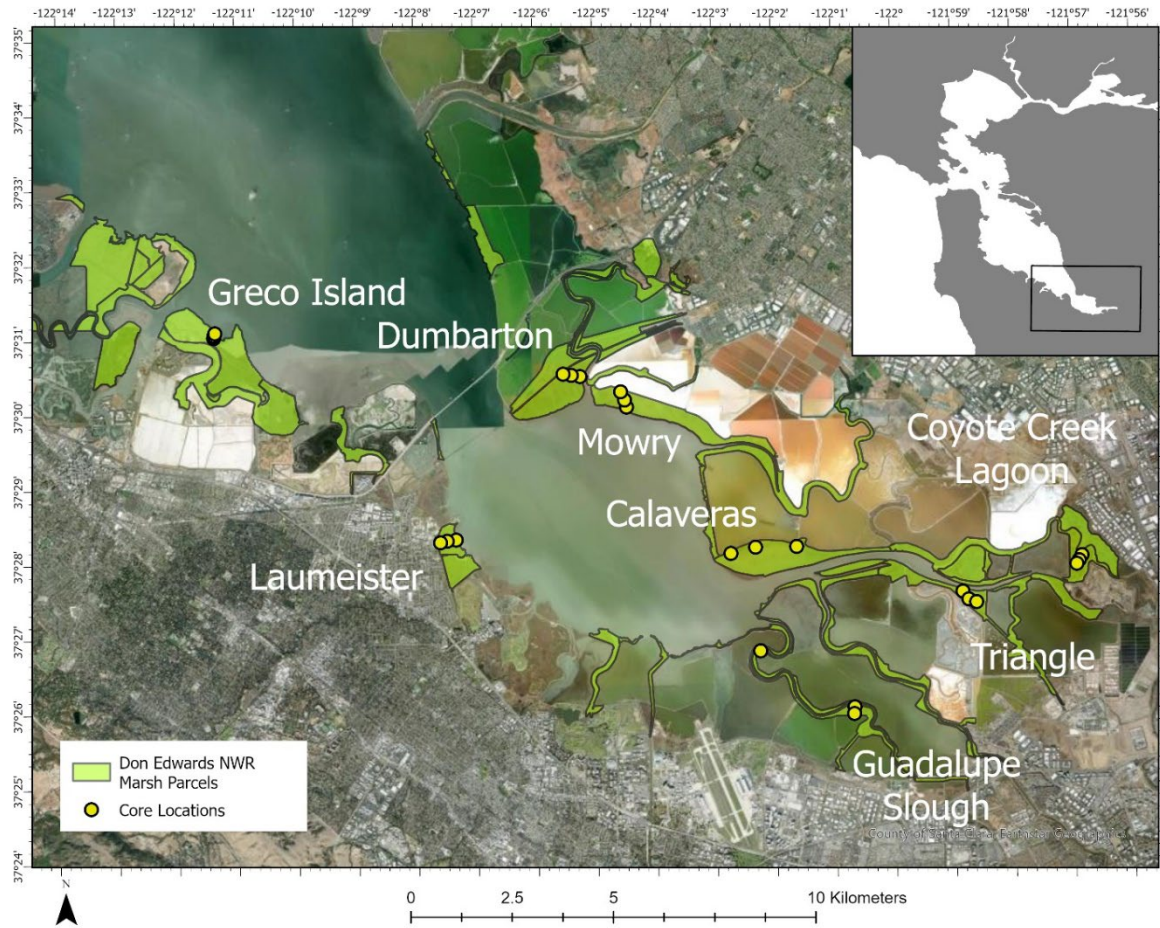 -122°14' -122°13' -122°11' -122°10' -122°9' -122°8' -122°7' -122°6' -122°5' -122°4' -122°3' -122°2' -122°1' -121°59' -121°58' -121°57' -121°56'
37°35'
37°34'
37°33'
37°32'
37°31'
37°30'
37°29'
37°28'
37°27'
37°26'
37°25'
37°24'
Greco Island
Dumbarton
Mowry
Coyote Creek
Lagoon
Calaveras
Laumeister
Triangle
Guadalupe
Slough
Don Edwards NWR
Marsh Parcels
Core Locations
County of Santa Clara,
N
0 2.5 5 10 Kilometers